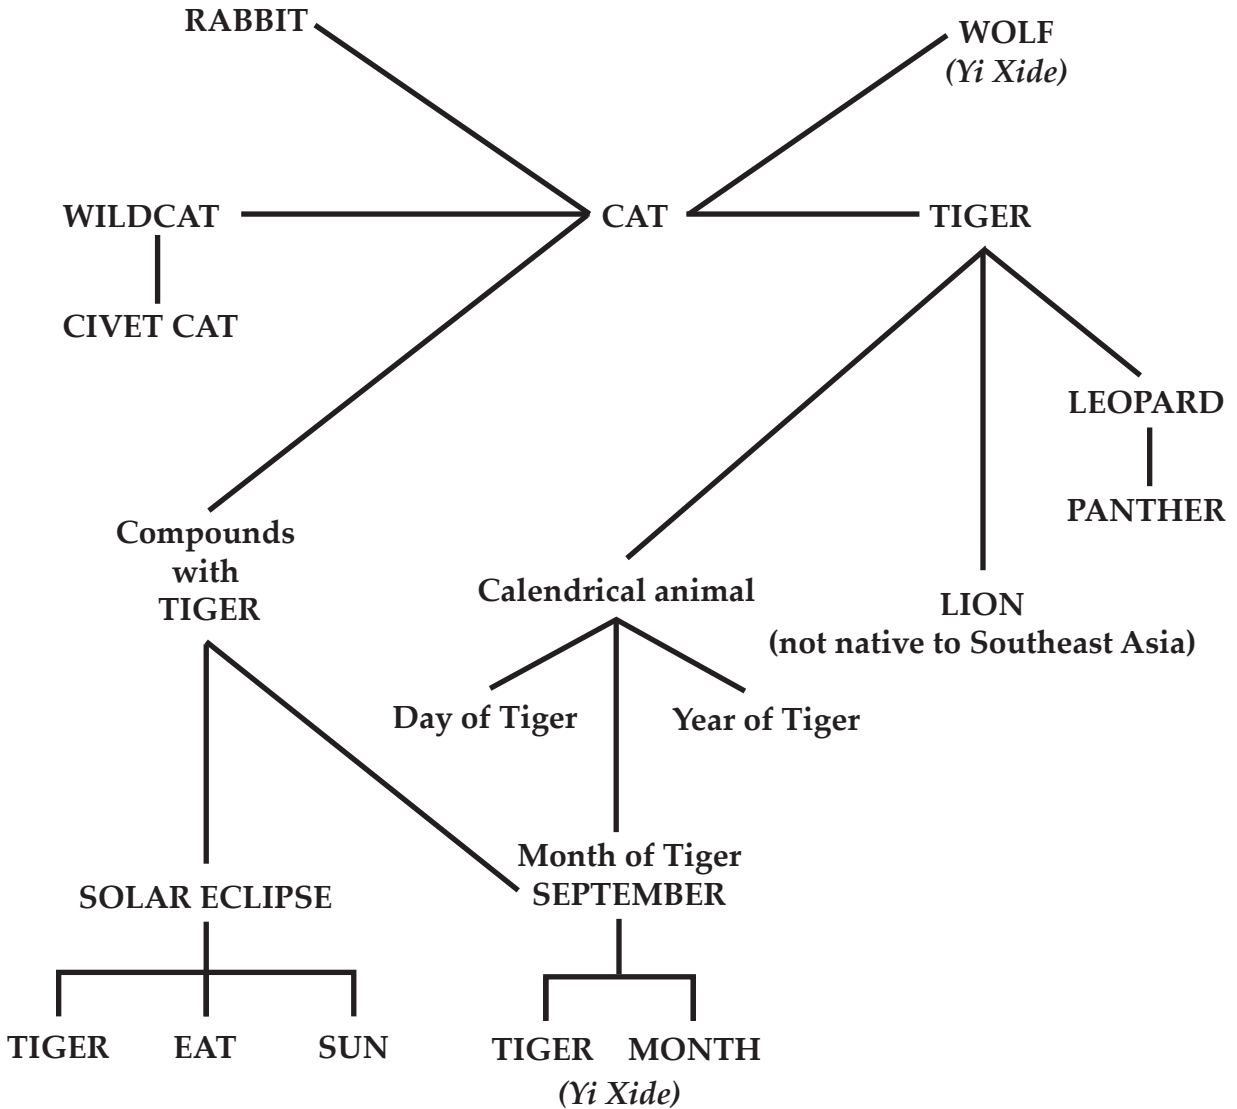 RABBIT
WOLF
(Yi Xide)
WILDCAT
CAT
TIGER
CIVET CAT
LEOPARD
PANTHER
Compounds
with
TIGER
Calendrical animal
LION
(not native to Southeast Asia)
Day of Tiger
Year of Tiger
Month of Tiger
SEPTEMBER
SOLAR ECLIPSE
TIGER
EAT
SUN
TIGER
MONTH
(Yi Xide)